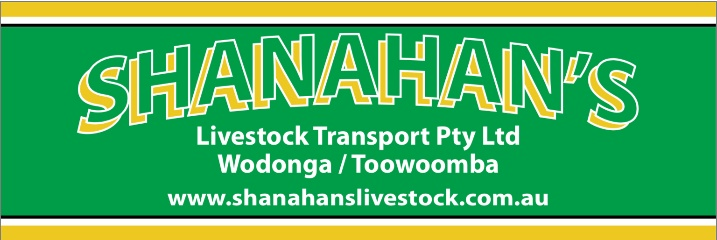 SHANAHAN'S
Livestock Transport Pty Ltd
Wodonga / Toowoomba
www.shanahanslivestock.com.au